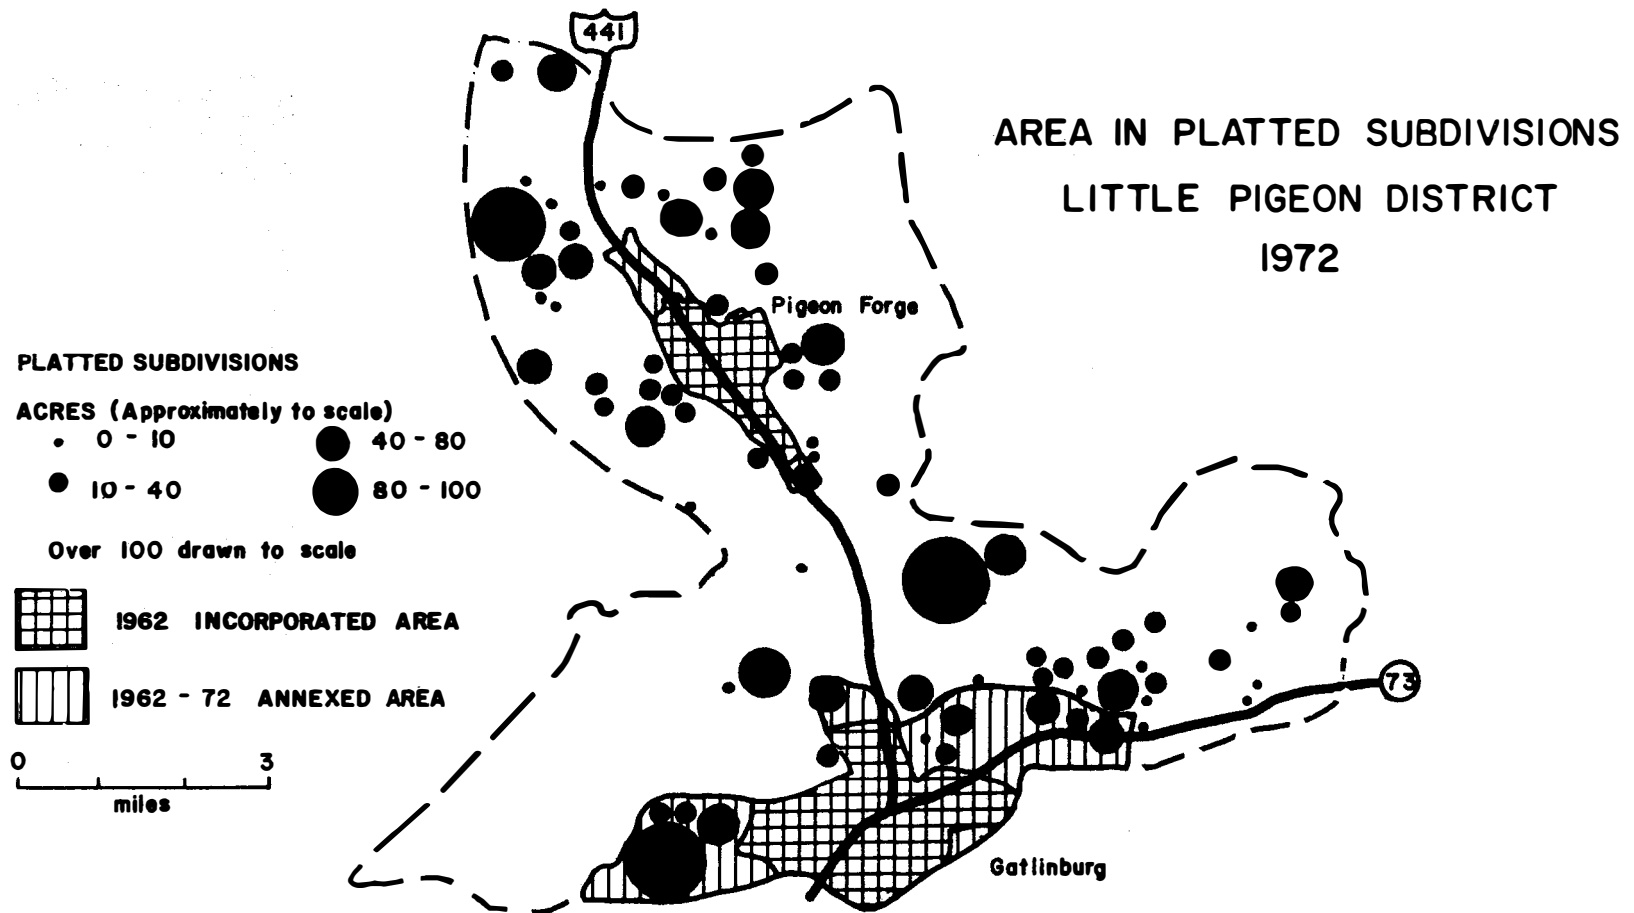 441
AREA IN PLATTED SUBDIVISIONS
LITTLE PIGEON DISTRICT
1972
Pigeon Forge
PLATTED SUBDIVISIONS
ACRES (Approximately to scale)
0 - 10
40 - 80
10 - 40
80 - 100
Over 100 drawn to scale
1962 INCORPORATED AREA
1962 - 72 ANNEXED AREA
73
0 3
miles
Gatlinburg